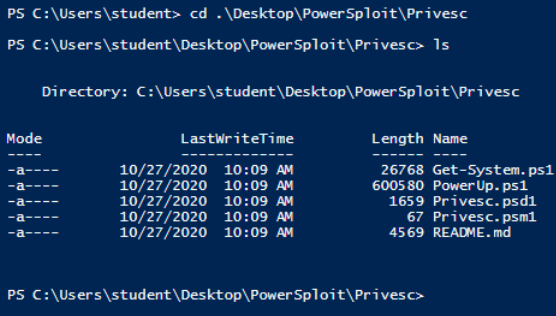 PS C:\Users\student> cd .\Desktop\PowerSploit\Privesc
PS C:\Users\student\Desktop\PowerSploit\Privesc> ls
Directory: C:\Users\student\Desktop\PowerSploit\Privesc
Mode LastWriteTime Length Name
---- ------------- ------ ----
-a---- 10/27/2020 10:09 AM 26768 Get-System.ps1
-a---- 10/27/2020 10:09 AM 600580 PowerUp.ps1
-a---- 10/27/2020 10:09 AM 1659 Privesc.psd1
-a---- 10/27/2020 10:09 AM 67 Privesc.psm1
-a---- 10/27/2020 10:09 AM 4569 README.md
PS C:\Users\student\Desktop\PowerSploit\Privesc>